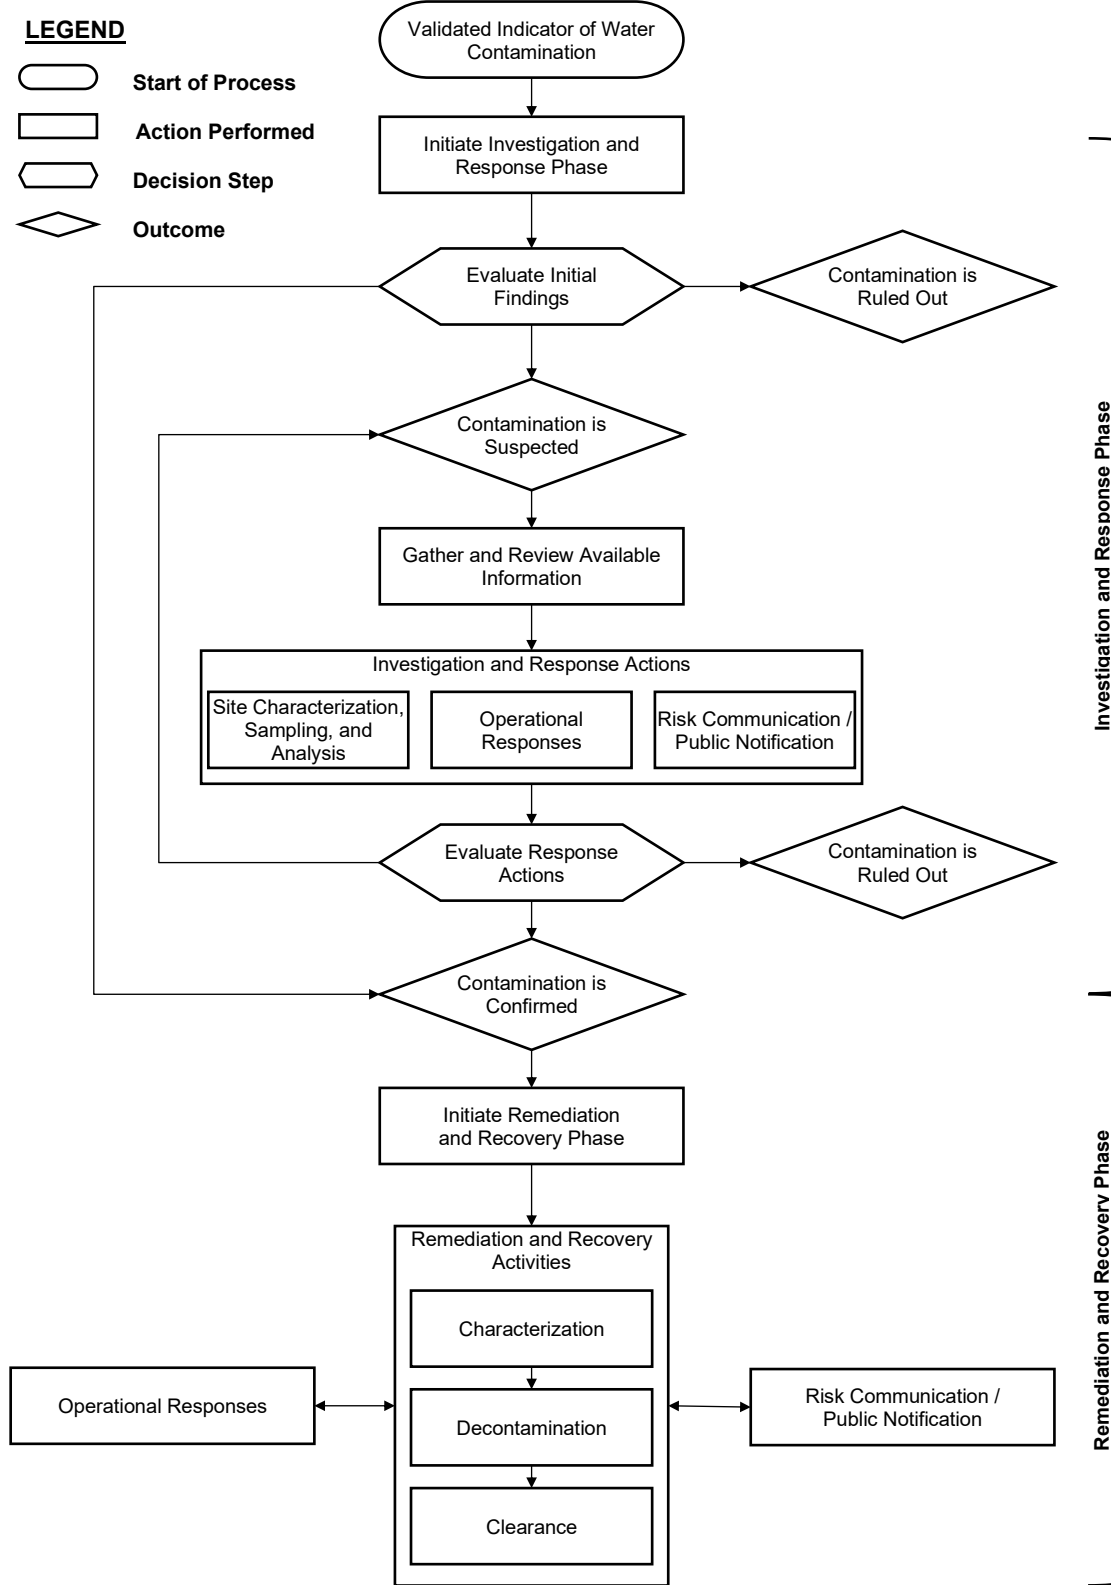 LEGEND
Start of Process
Action Performed
Decision Step
Outcome
Validated Indicator of Water
Contamination
Initiate Investigation and
Response Phase
Evaluate Initial
Findings
Contamination is
Ruled Out
Contamination is
Suspected
Gather and Review Available
Information
Investigation and Response Actions
Site Characterization,
Sampling, and
Analysis
Operational
Responses
Risk Communication /
Public Notification
Evaluate Response
Actions
Contamination is
Ruled Out
Contamination is
Confirmed
Investigation and Response Phase
Initiate Remediation
and Recovery Phase
Remediation and Recovery
Activities
Characterization
Decontamination
Clearance
Operational Responses
Risk Communication /
Public Notification
Remediation and Recovery Phase